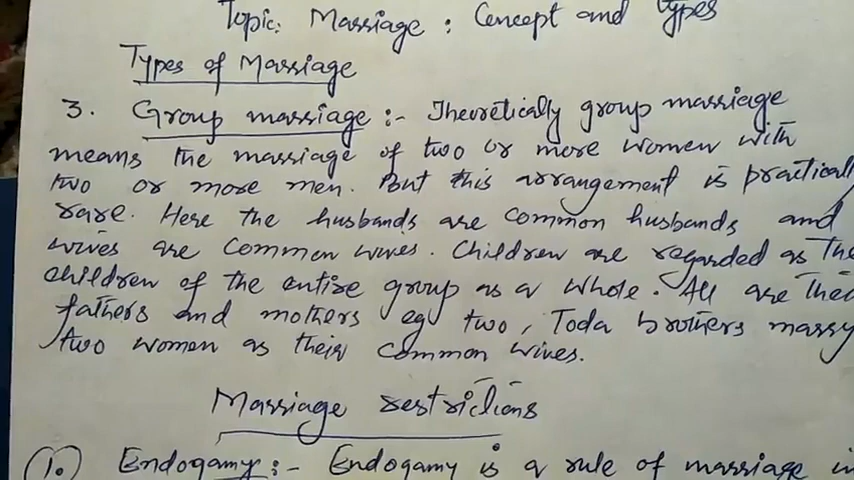 Topic: Marriage: Concept and types
Types of Marriage
3. Group marriage :- Theoretically group marriage
means the marriage of two or more women with
two or more men. But this arrangement is practically
rare. Here the husbands are common husbands and
wives are common wives. Children are regarded as the
children of the entire group as a whole. All are their
fathers and mothers eg two, Toda brothers marry
two women as their common wives.
Marriage restrictions
1. Endogamy :- Endogamy is a rule of marriage in